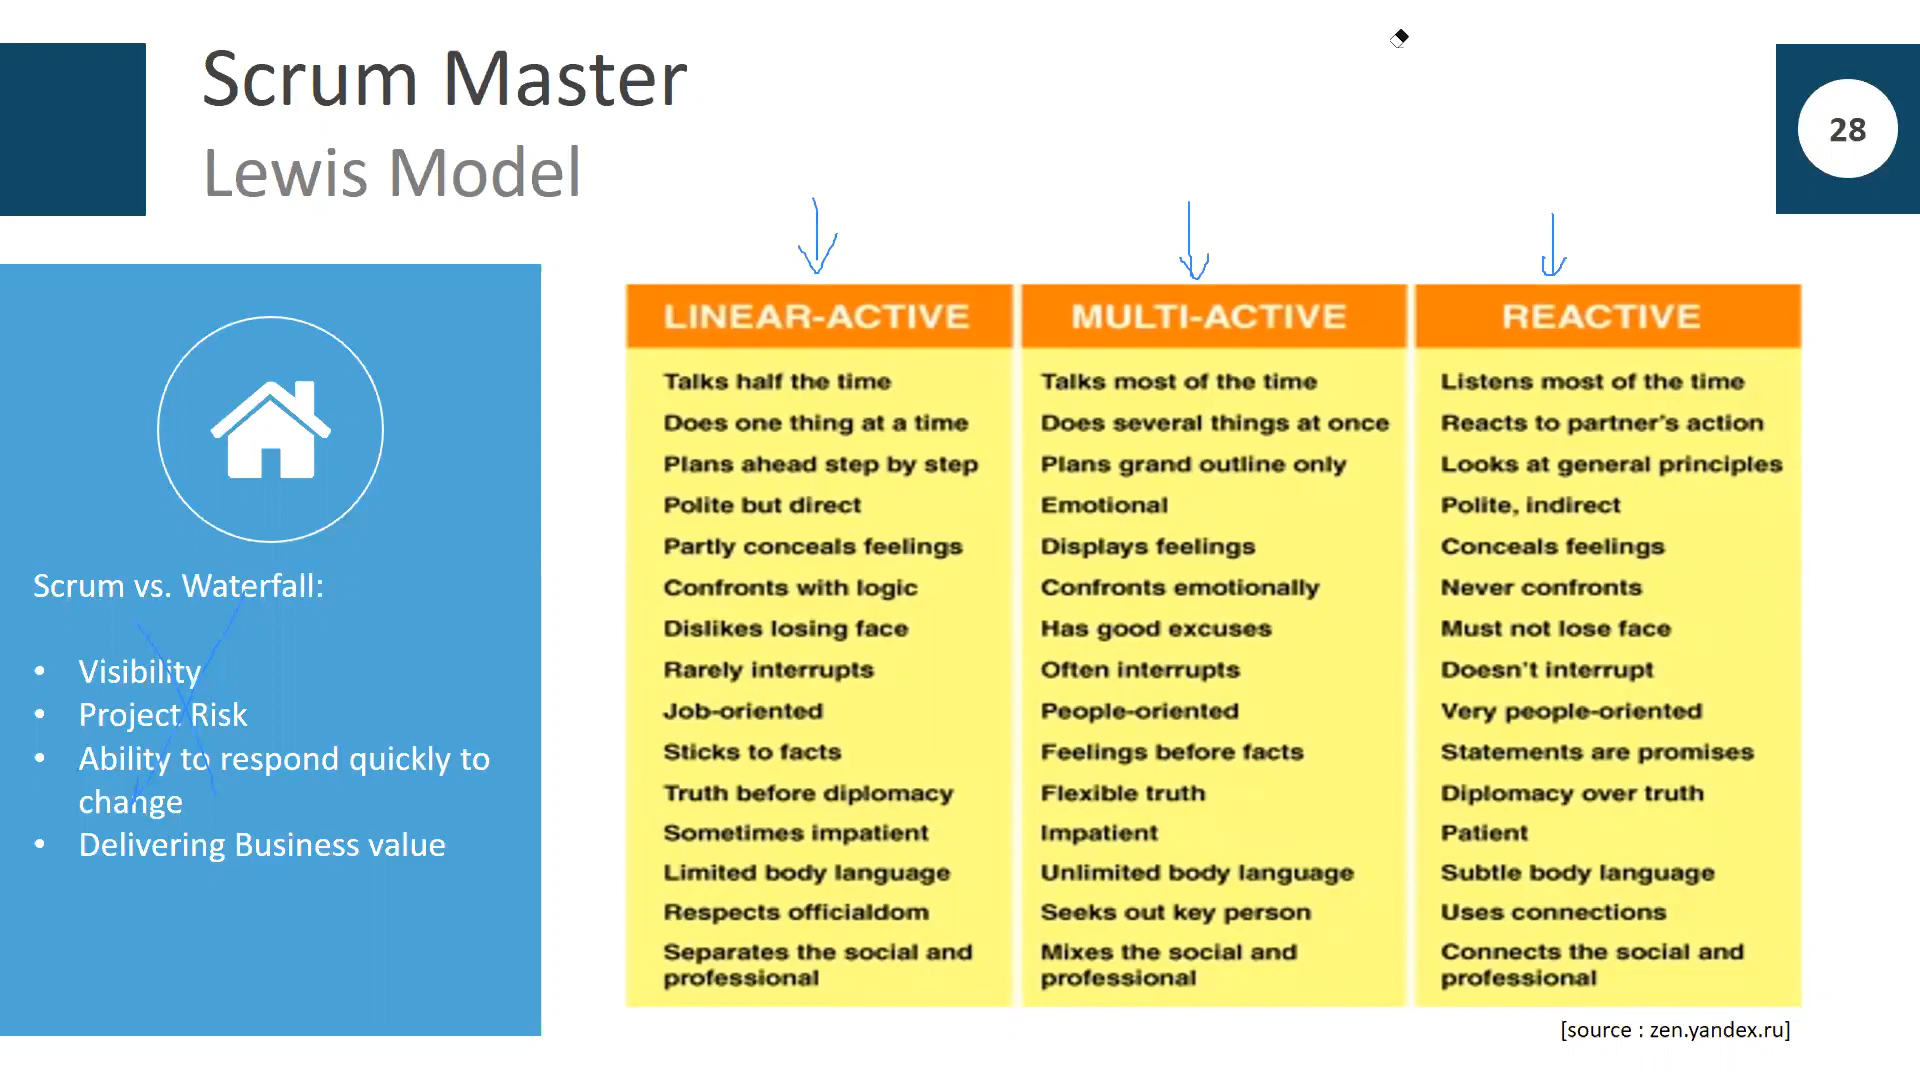 Scrum Master
Lewis Model
28
Scrum vs. Waterfall:
• Visibility
• Project Risk
• Ability to respond quickly to
change
• Delivering Business value
LINEAR-ACTIVE
Talks half the time
Does one thing at a time
Plans ahead step by step
Polite but direct
Partly conceals feelings
Confronts with logic
Dislikes losing face
Rarely interrupts
Job-oriented
Sticks to facts
Truth before diplomacy
Sometimes impatient
Limited body language
Respects officialdom
Separates the social and
professional
MULTI-ACTIVE
Talks most of the time
Does several things at once
Plans grand outline only
Emotional
Displays feelings
Confronts emotionally
Has good excuses
Often interrupts
People-oriented
Feelings before facts
Flexible truth
Impatient
Unlimited body language
Seeks out key person
Mixes the social and
professional
REACTIVE
Listens most of the time
Reacts to partner's action
Looks at general principles
Polite, indirect
Conceals feelings
Never confronts
Must not lose face
Doesn't interrupt
Very people-oriented
Statements are promises
Diplomacy over truth
Patient
Subtle body language
Uses connections
Connects the social and
professional
[source : zen.yandex.ru]